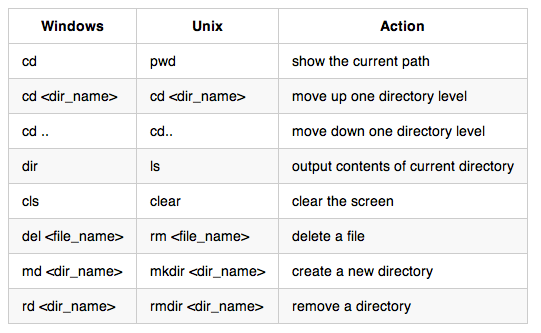 Windows Unix Action
cd pwd show the current path
cd <dir_name> cd <dir_name> move up one directory level
cd .. cd.. move down one directory level
dir ls output contents of current directory
cls clear clear the screen
del <file_name> rm <file_name> delete a file
md <dir_name> mkdir <dir_name> create a new directory
rd <dir_name> rmdir <dir_name> remove a directory